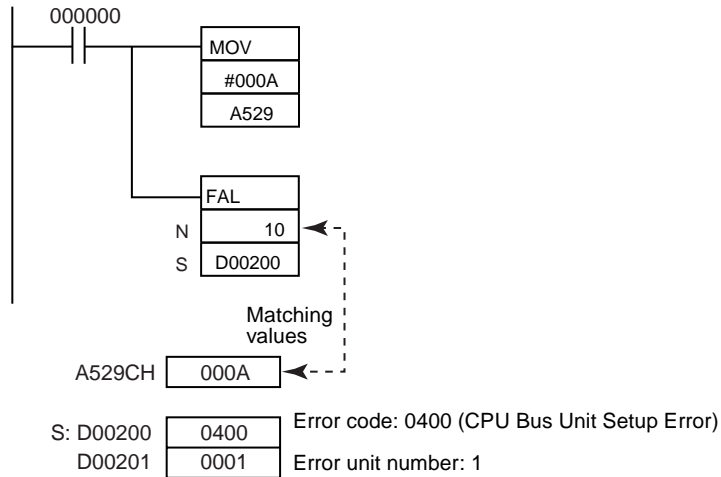 000000
MOV
#000A
A529
FAL
N 10
S D00200
Matching
values
A529CH 000A
S: D00200 0400 Error code: 0400 (CPU Bus Unit Setup Error)
D00201 0001 Error unit number: 1